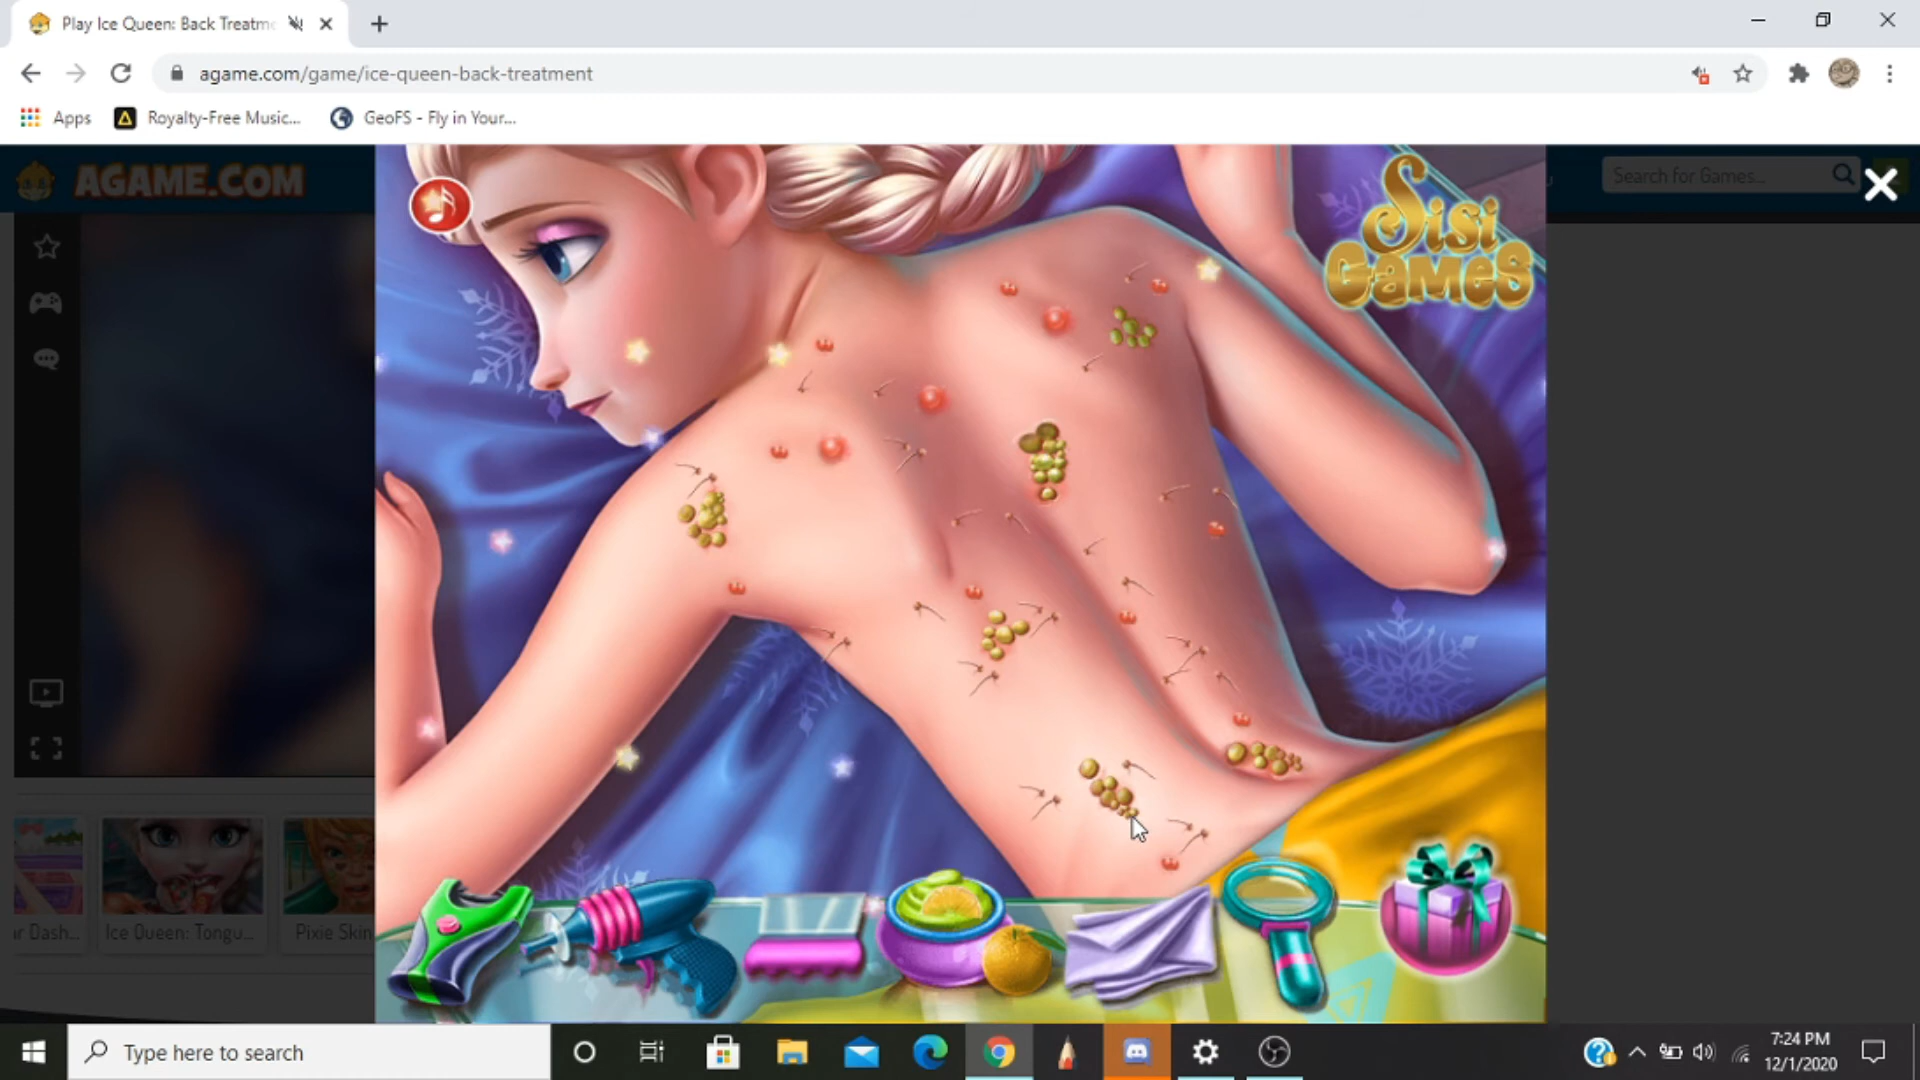 Play Ice Queen: Back Treatme
agame.com/game/ice-queen-back-treatment
Apps
Royalty-Free Music...
GeoFS - Fly in Your...
AGAME.COM
Search for Games...
Sisi
Games
ar Dash...
Ice Queen: Tongu...
Pixie Skin
Type here to search
7:24 PM
12/1/2020